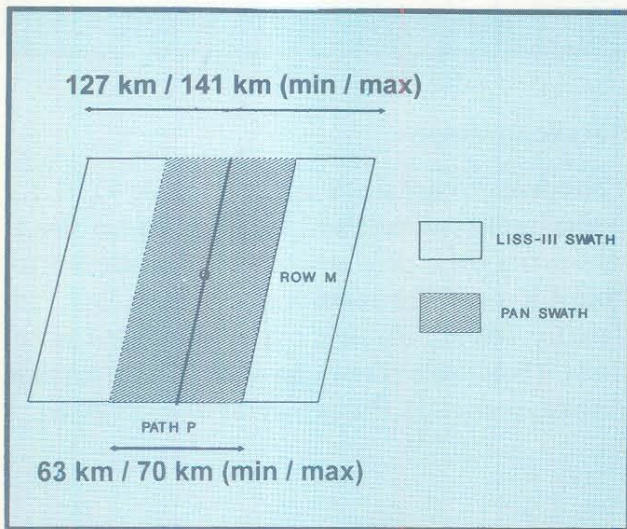 127 km / 141 km (min / max)
ROW M
LISS-III SWATH
PAN SWATH
PATH P
63 km / 70 km (min / max)